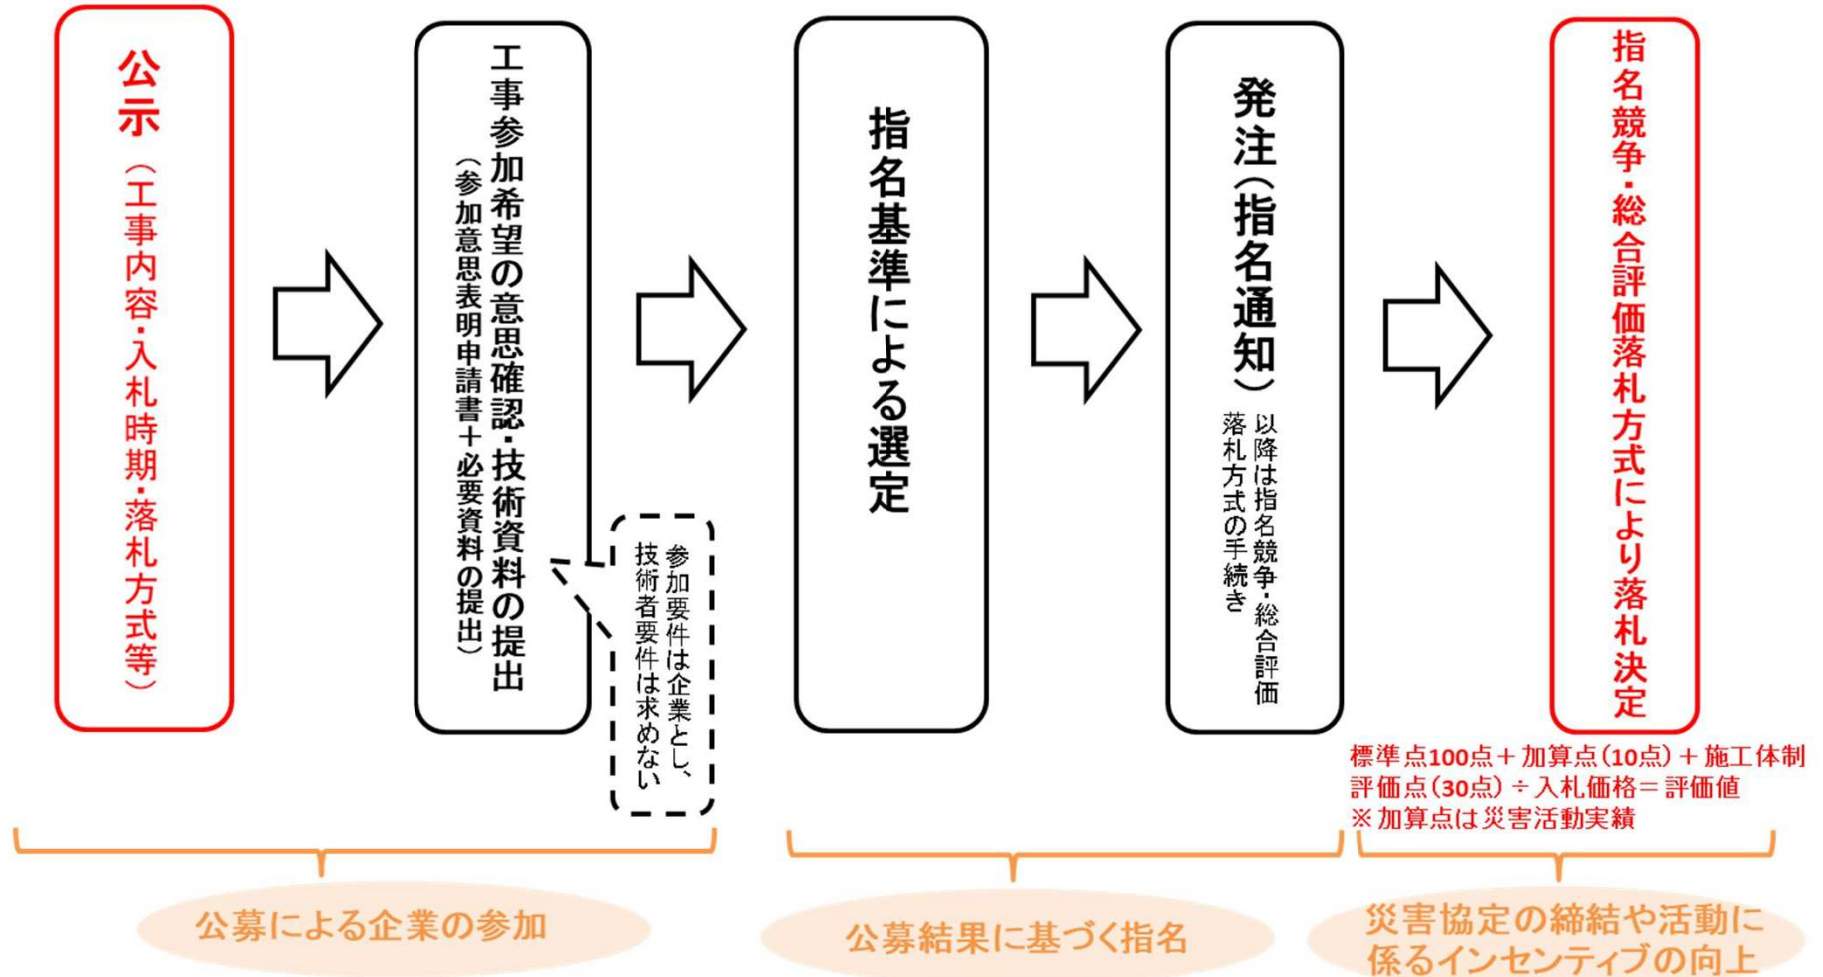 公示（工事内容・入札時期・落札方式等）
工事参加希望の意思確認・技術資料の提出
（参加意思表明申請書＋必要資料の提出）
参加要件は企業とし、
技術者要件は求めない
指名基準による選定
発注（指名通知）
以降は指名競争・総合評価
落札方式の手続き
指名競争・総合評価落札方式により落札決定
標準点100点＋加算点（10点）＋施工体制
評価点（30点）÷入札価格＝評価値
※加算点は災害活動実績
公募による企業の参加
公募結果に基づく指名
災害協定の締結や活動に
係るインセンティブの向上